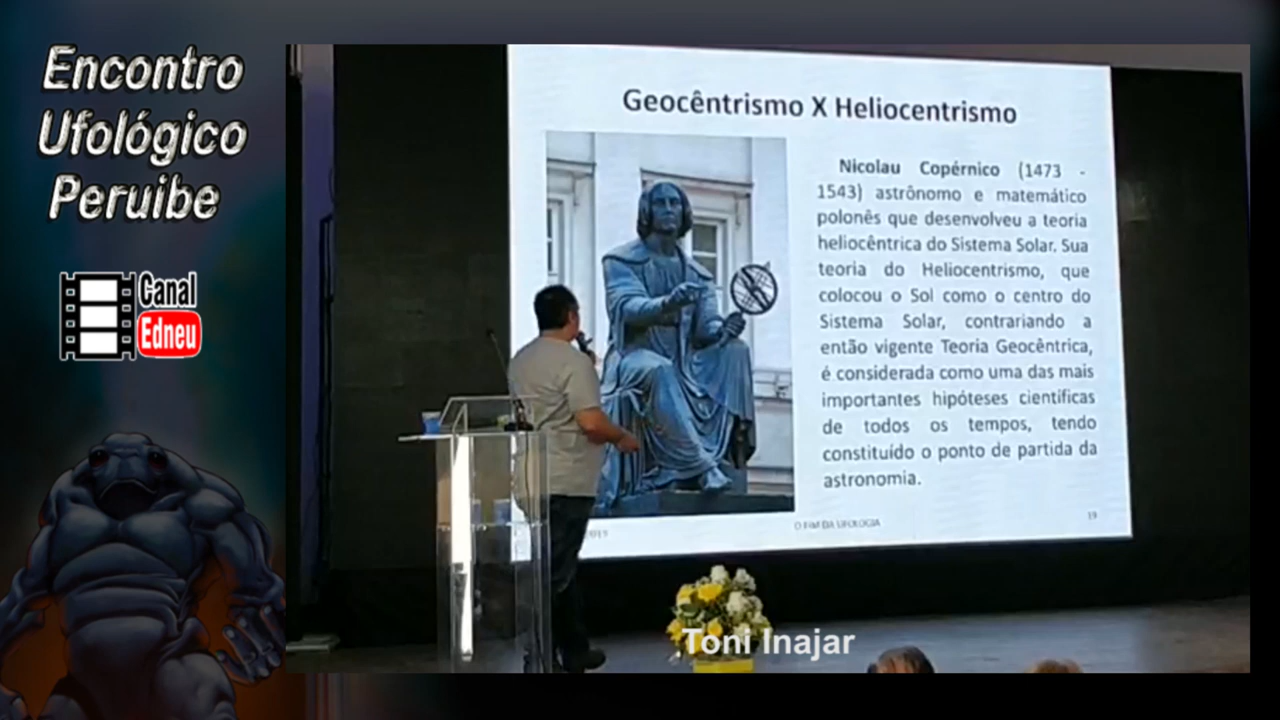 Encontro
Ufológico
Peruibe
Canal
Edneu
Geocêntrismo X Heliocentrismo
Nicolau Copérnico (1473 -
1543) astrônomo e matemático
polonês que desenvolveu a teoria
heliocêntrica do Sistema Solar. Sua
teoria do Heliocentrismo, que
colocou o Sol como o centro do
Sistema Solar, contrariando a
então vigente Teoria Geocêntrica,
é considerada como uma das mais
importantes hipóteses científicas
de todos os tempos, tendo
constituído o ponto de partida da
astronomia.
O FIM DA UFOLOGIA
19
Toni Inajar